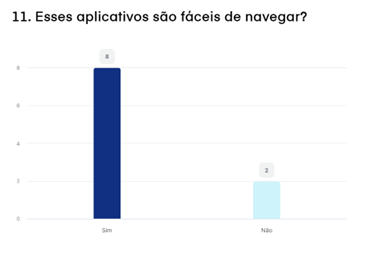 11. Esses aplicativos são fáceis de navegar?
8
8
6
4
2
2
0
Sim
Não